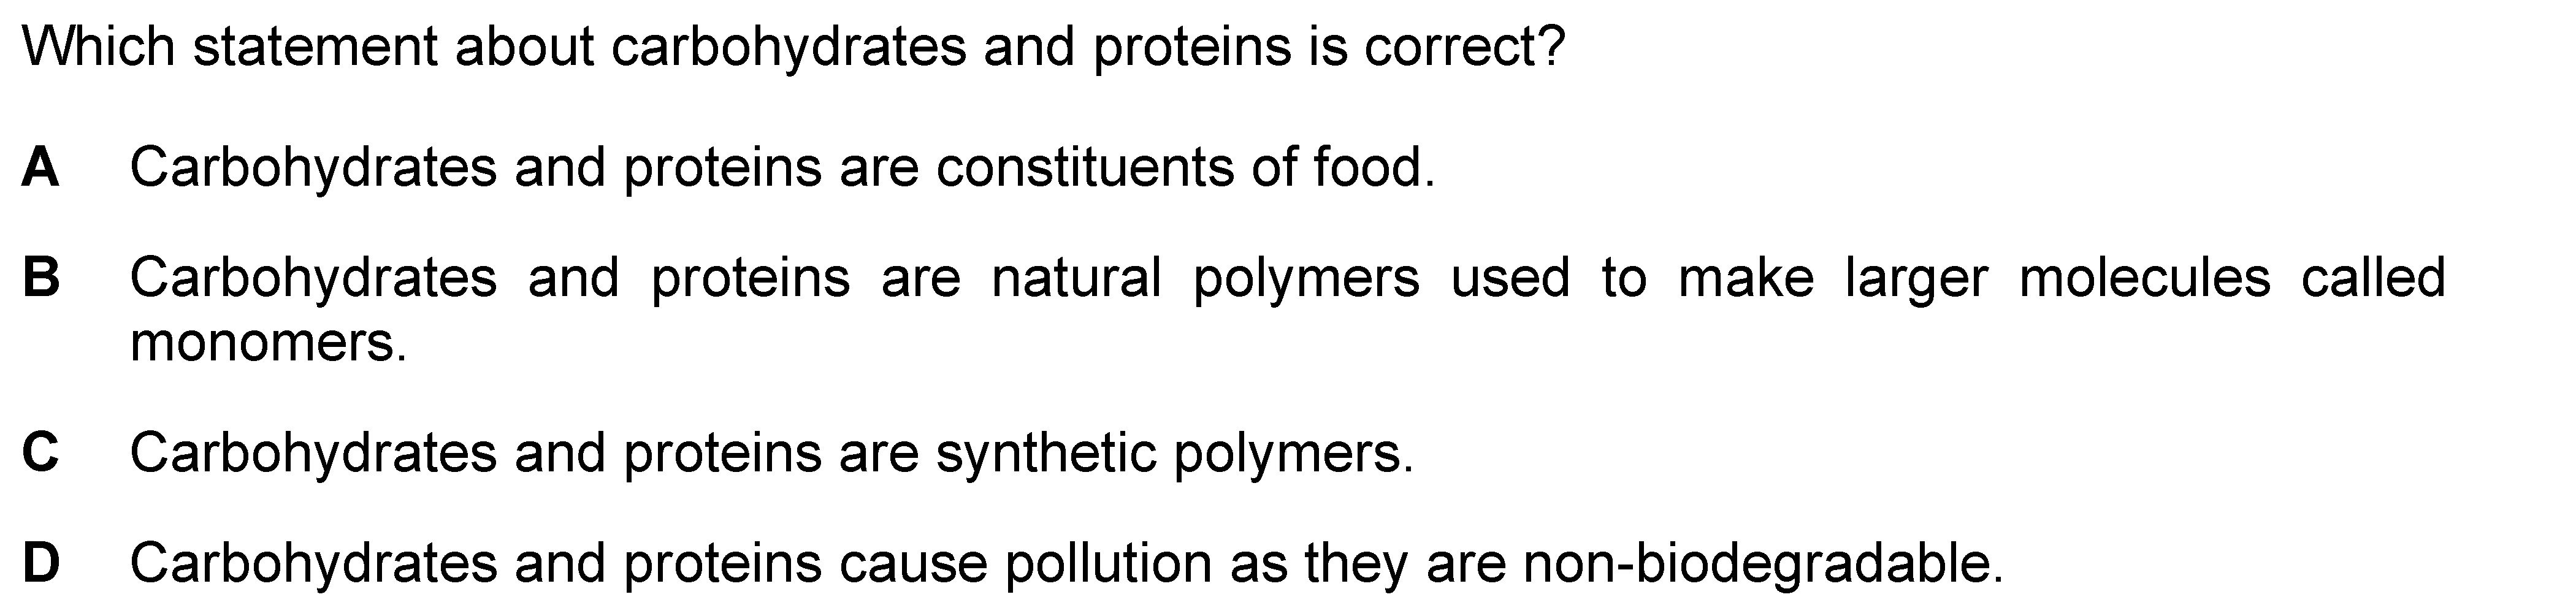 Which statement about carbohydrates and proteins is correct?
A Carbohydrates and proteins are constituents of food.
B Carbohydrates and proteins are natural polymers used to make larger molecules called
monomers.
C Carbohydrates and proteins are synthetic polymers.
D Carbohydrates and proteins cause pollution as they are non-biodegradable.